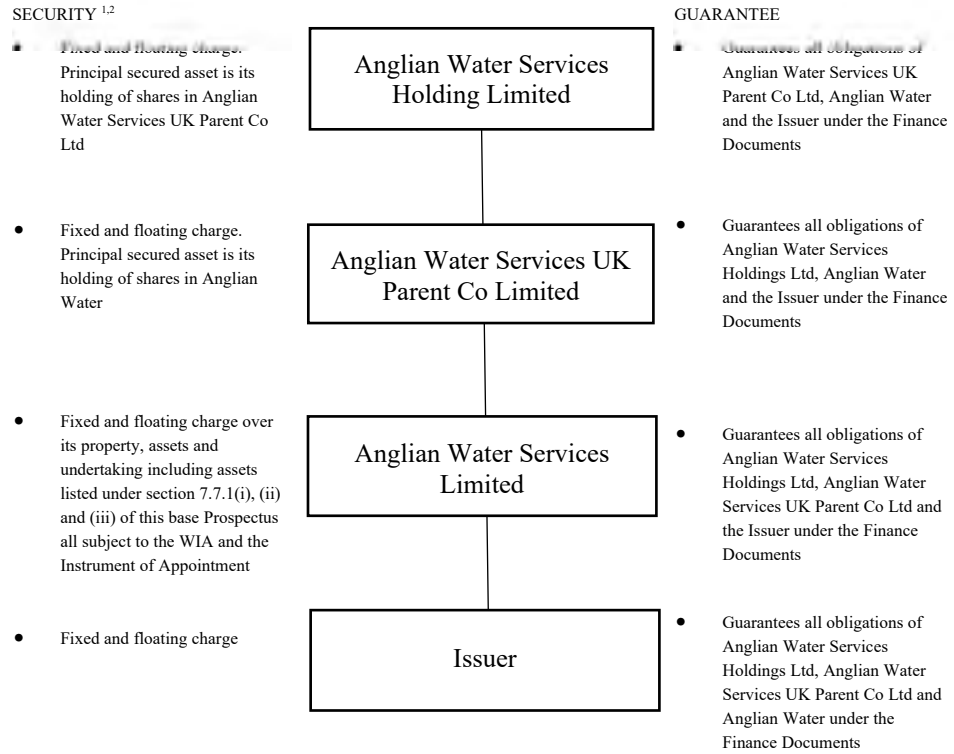 SECURITY 1,2
Principal secured asset is its
holding of shares in Anglian
Water Services UK Parent Co
Ltd
● Fixed and floating charge.
Principal secured asset is its
holding of shares in Anglian
Water
● Fixed and floating charge over
its property, assets and
undertaking including assets
listed under section 7.7.1(i), (ii)
and (iii) of this base Prospectus
all subject to the WIA and the
Instrument of Appointment
● Fixed and floating charge
Anglian Water Services
Holding Limited
Anglian Water Services UK
Parent Co Limited
Anglian Water Services
Limited
Issuer
GUARANTEE
Anglian Water Services UK
Parent Co Ltd, Anglian Water
and the Issuer under the Finance
Documents
● Guarantees all obligations of
Anglian Water Services
Holdings Ltd, Anglian Water
and the Issuer under the Finance
Documents
● Guarantees all obligations of
Anglian Water Services
Holdings Ltd, Anglian Water
Services UK Parent Co Ltd and
the Issuer under the Finance
Documents
● Guarantees all obligations of
Anglian Water Services
Holdings Ltd, Anglian Water
Services UK Parent Co Ltd and
Anglian Water under the
Finance Documents